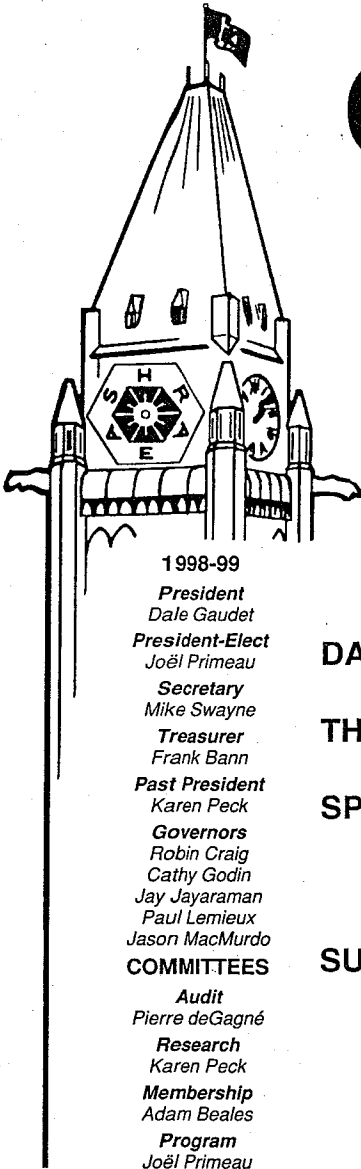 ASHRAE
1998-99
President
Dale Gaudet
President-Elect
Joël Primeau
Secretary
Mike Swayne
Treasurer
Frank Bann
Past President
Karen Peck
Governors
Robin Craig
Cathy Godin
Jay Jayaraman
Paul Lemieux
Jason MacMurdo
COMMITTEES
Audit
Pierre deGagné
Research
Karen Peck
Membership
Adam Beales
Program
Joël Primeau
DA
TH
SP
SU